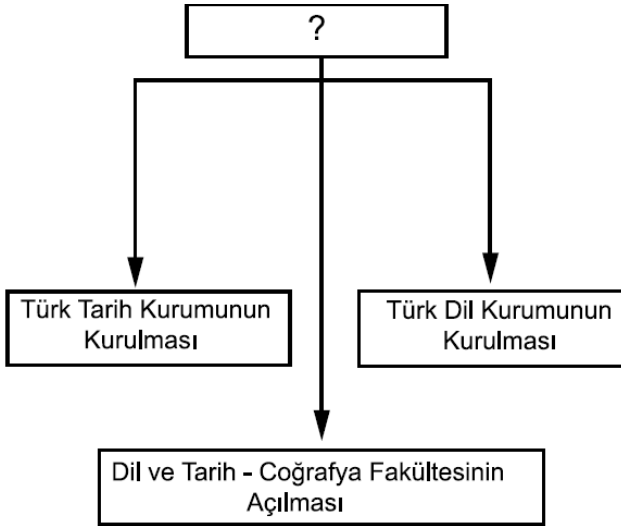 ?
Türk Tarih Kurumunun
Kurulması
Türk Dil Kurumunun
Kurulması
Dil ve Tarih - Coğrafya Fakültesinin
Açılması